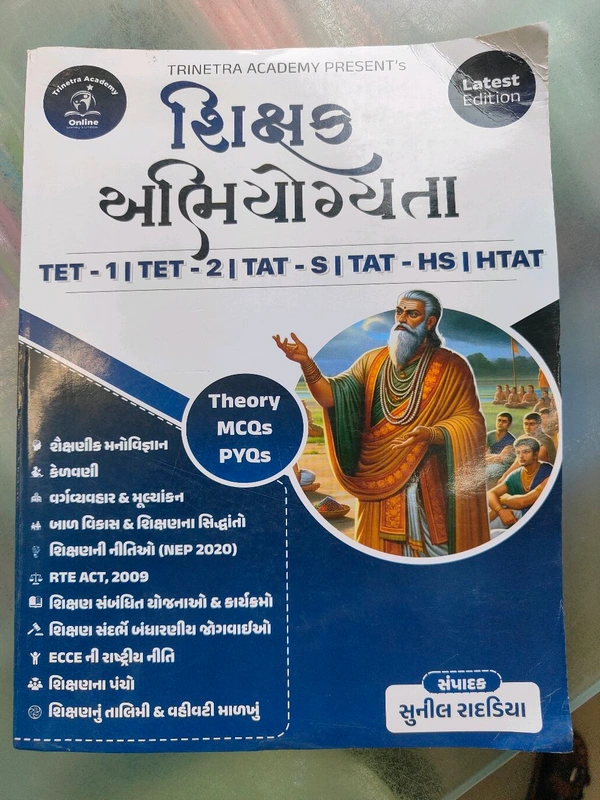 TRINETRA ACADEMY PRESENT's
Trinetra Academy
Online
Latest
Edition
શિક્ષક
અભિયોગ્યતા
TET - 1 | TET - 2 | TAT - S | TAT - HS | HTAT
Theory
MCQs
PYQs
શૈક્ષણીક મનોવિજ્ઞાન
કેળવણી
વર્ગવ્યવહાર & મૂલ્યાંકન
બાળ વિકાસ & શિક્ષણના સિદ્ધાંતો
શિક્ષણની નીતિઓ (NEP 2020)
RTE ACT, 2009
શિક્ષણ સંબંધિત યોજનાઓ & કાર્યક્રમો
શિક્ષણ સંદર્ભે બંધારણીય જોગવાઈઓ
ECCE ની રાષ્ટ્રીય નીતિ
શિક્ષણના પંચો
શિક્ષણનું તાલિમી & વહીવટી માળખું
સંપાદક
સુનીલ રાદડિયા